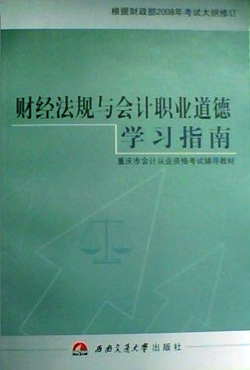 根据财政部2008年考试大纲修订
财经法规与会计职业道德
学习指南
重庆市会计从业资格考试辅导教材
西南交通大学出版社